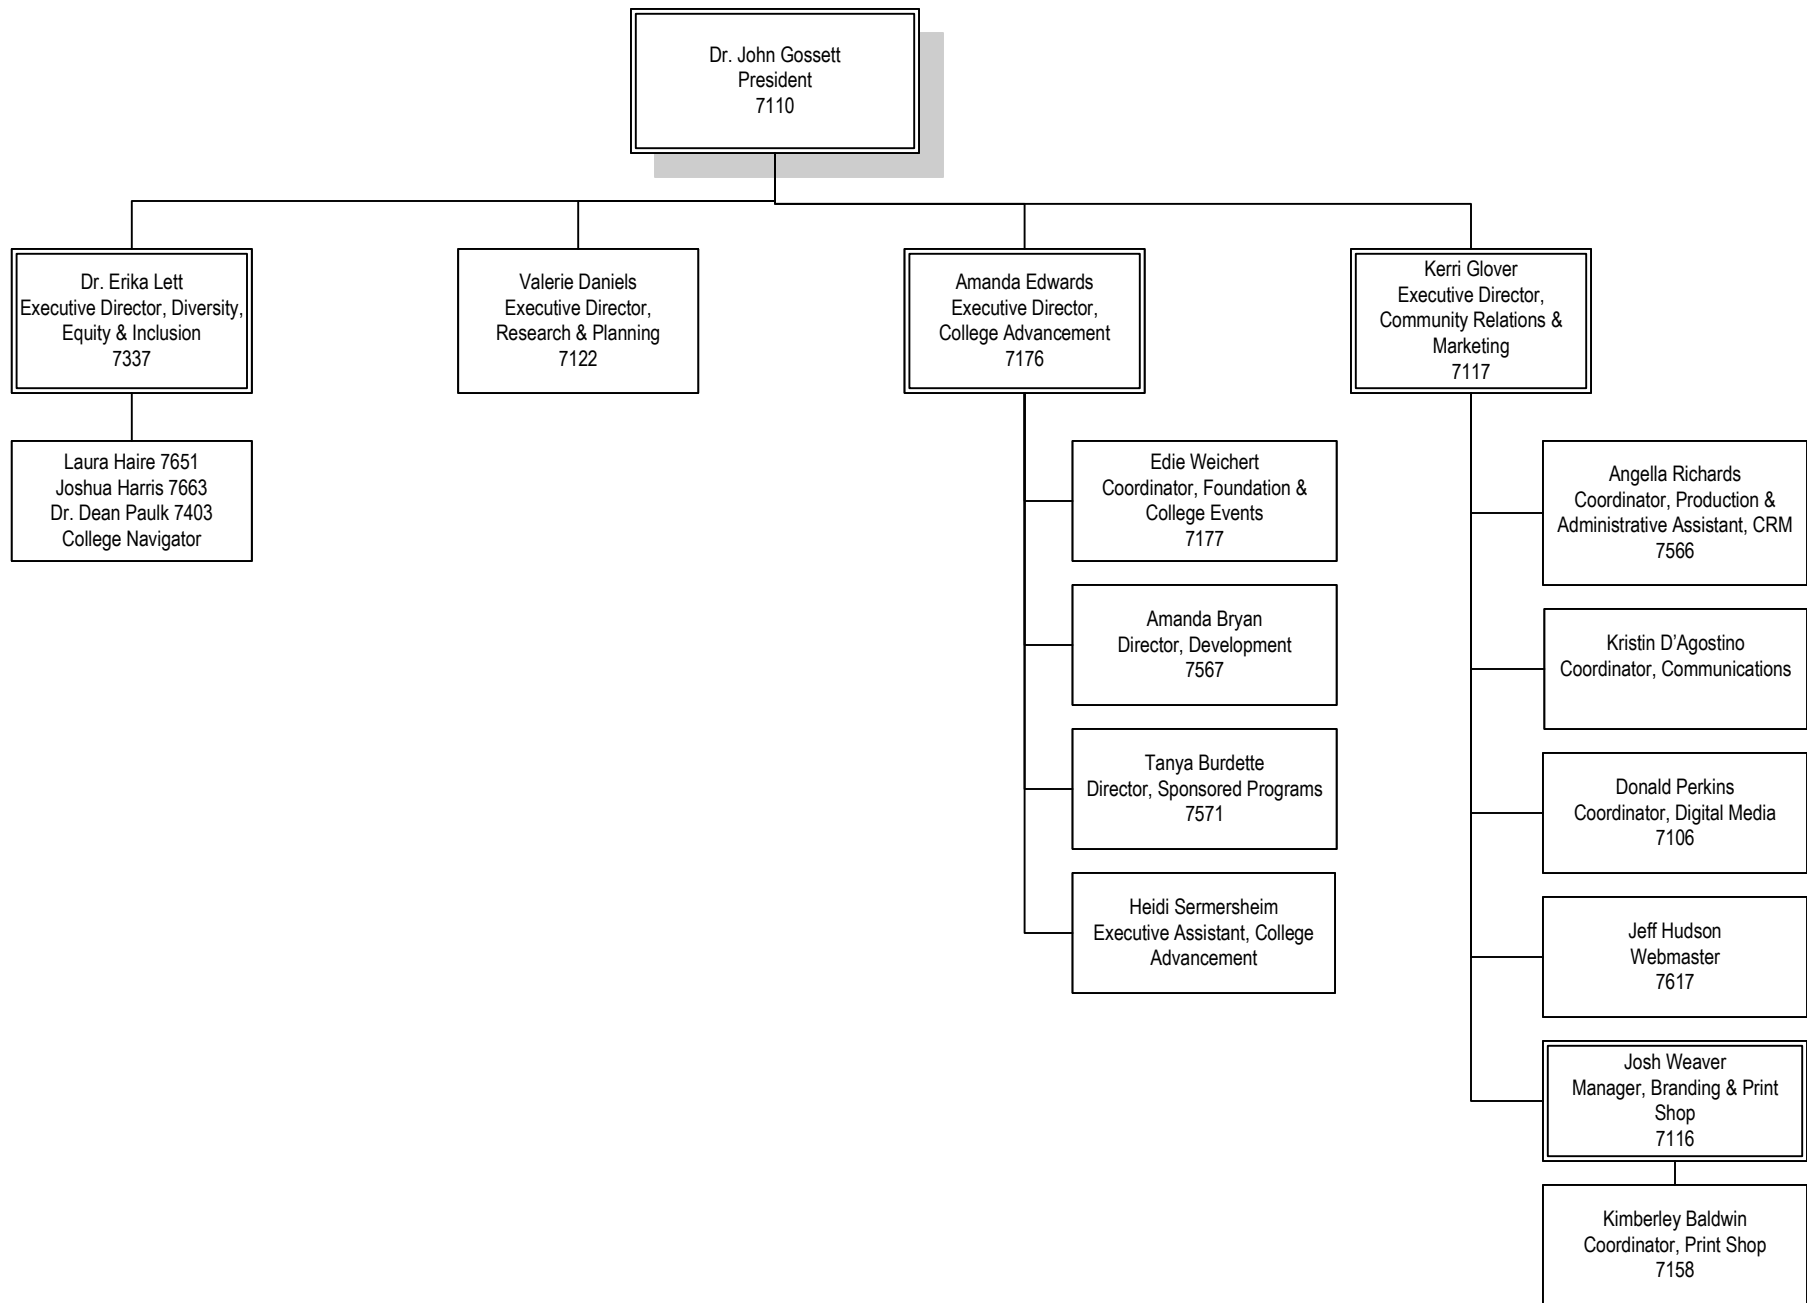 Dr. John Gossett
President
7110
Dr. Erika Lett
Executive Director, Diversity,
Equity & Inclusion
7337
Valerie Daniels
Executive Director,
Research & Planning
7122
Amanda Edwards
Executive Director,
College Advancement
7176
Kerri Glover
Executive Director,
Community Relations &
Marketing
7117
Laura Haire 7651
Joshua Harris 7663
Dr. Dean Paulk 7403
College Navigator
Edie Weichert
Coordinator, Foundation &
College Events
7177
Amanda Bryan
Director, Development
7567
Tanya Burdette
Director, Sponsored Programs
7571
Heidi Sermersheim
Executive Assistant, College
Advancement
Angella Richards
Coordinator, Production &
Administrative Assistant, CRM
7566
Kristin D’Agostino
Coordinator, Communications
Donald Perkins
Coordinator, Digital Media
7106
Jeff Hudson
Webmaster
7617
Josh Weaver
Manager, Branding & Print
Shop
7116
Kimberley Baldwin
Coordinator, Print Shop
7158